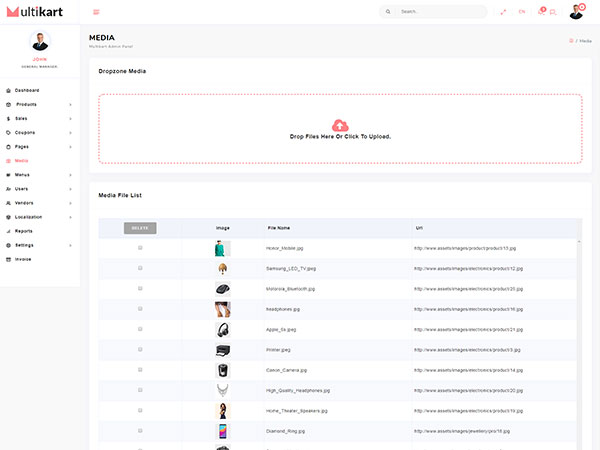 Multikart
Search..
EN
JOHN
GENERAL MANAGER
Dashboard
Products
Sales
Coupons
Pages
Media
Menus
Users
Vendors
Localization
Reports
Settings
Invoice
MEDIA
Multikart Admin Panel
/ Media
Dropzone Media
Drop Files Here Or Click To Upload.
Media File List
DELETE Image File Name Url
Honor_Mobile.jpg http://www.assets/images/product/product/13.jpg
Samsung_LED_TV.jpeg http://www.assets/images/electronics/product/12.jpg
Motorola_Bluetooth.jpg http://www.assets/images/electronics/product/25.jpg
headphones.jpg http://www.assets/images/electronics/product/16.jpg
Apple_6s.jpeg http://www.assets/images/electronics/product/21.jpg
Printer.jpeg http://www.assets/images/electronics/product/3.jpg
Canon_Camera.jpg http://www.assets/images/electronics/product/14.jpg
High_Quality_Headphones.jpg http://www.assets/images/electronics/product/20.jpg
Home_Theater_Speakers.jpg http://www.assets/images/electronics/product/19.jpg
Diamond_Ring.jpg http://www.assets/images/jewellery/pro/18.jpg